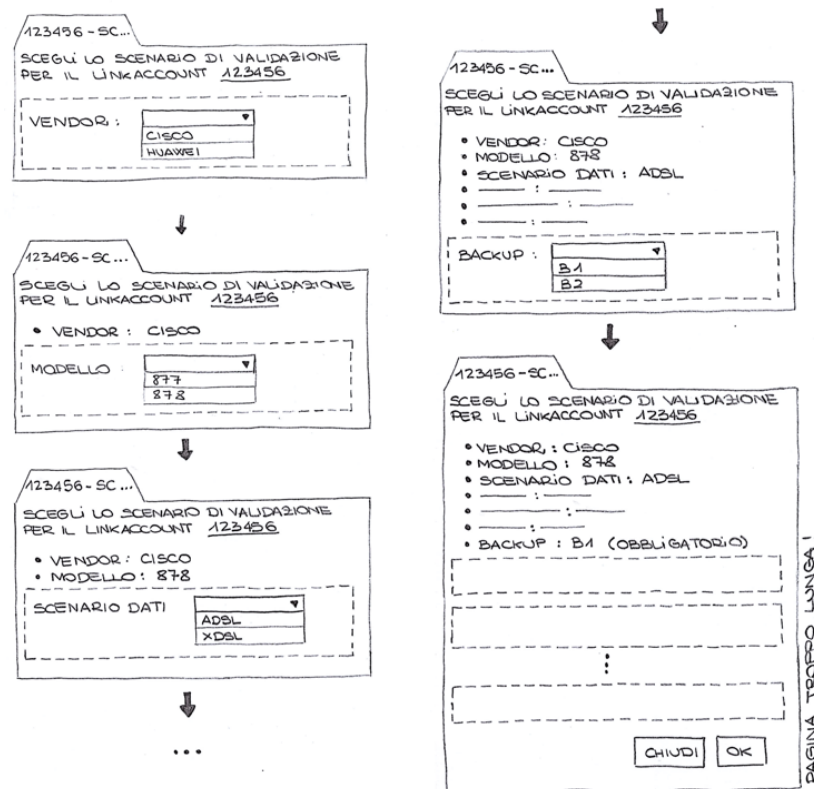 123456 - SC...
SCEGLI LO SCENARIO DI VALIDAZIONE
PER IL LINKACCOUNT 123456
VENDOR :
CISCO
HUAWEI
123456 - SC...
SCEGLI LO SCENARIO DI VALIDAZIONE
PER IL LINKACCOUNT 123456
• VENDOR : CISCO
MODELLO :
877
878
123456 - SC...
SCEGLI LO SCENARIO DI VALIDAZIONE
PER IL LINKACCOUNT 123456
• VENDOR : CISCO
• MODELLO : 878
SCENARIO DATI
ADSL
XDSL
...
123456 - SC...
SCEGLI LO SCENARIO DI VALIDAZIONE
PER IL LINKACCOUNT 123456
• VENDOR : CISCO
• MODELLO : 878
• SCENARIO DATI : ADSL
BACKUP :
B1
B2
123456 - SC...
SCEGLI LO SCENARIO DI VALIDAZIONE
PER IL LINKACCOUNT 123456
• VENDOR : CISCO
• MODELLO : 878
• SCENARIO DATI : ADSL
• BACKUP : B1 (OBBLIGATORIO)
CHIUDI
OK
PAGINA TROPPO LUNGA!